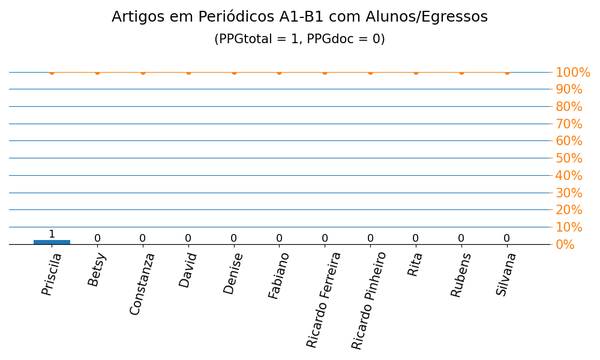 Artigos em Periódicos A1-B1 com Alunos/Egressos
(PPGtotal = 1, PPGdoc = 0)
100%
90%
80%
70%
60%
50%
40%
30%
20%
10%
0%
1 0 0 0 0 0 0 0 0 0 0
Priscila
Betsy
Constanza
David
Denise
Fabiano
Ricardo Ferreira
Ricardo Pinheiro
Rita
Rubens
Silvana